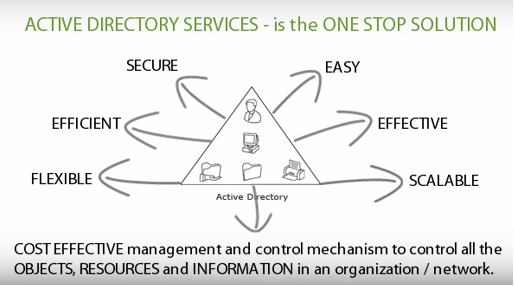 ACTIVE DIRECTORY SERVICES - is the ONE STOP SOLUTION
SECURE
EASY
EFFICIENT
EFFECTIVE
FLEXIBLE
SCALABLE
Active Directory
COST EFFECTIVE management and control mechanism to control all the
OBJECTS, RESOURCES and INFORMATION in an organization / network.